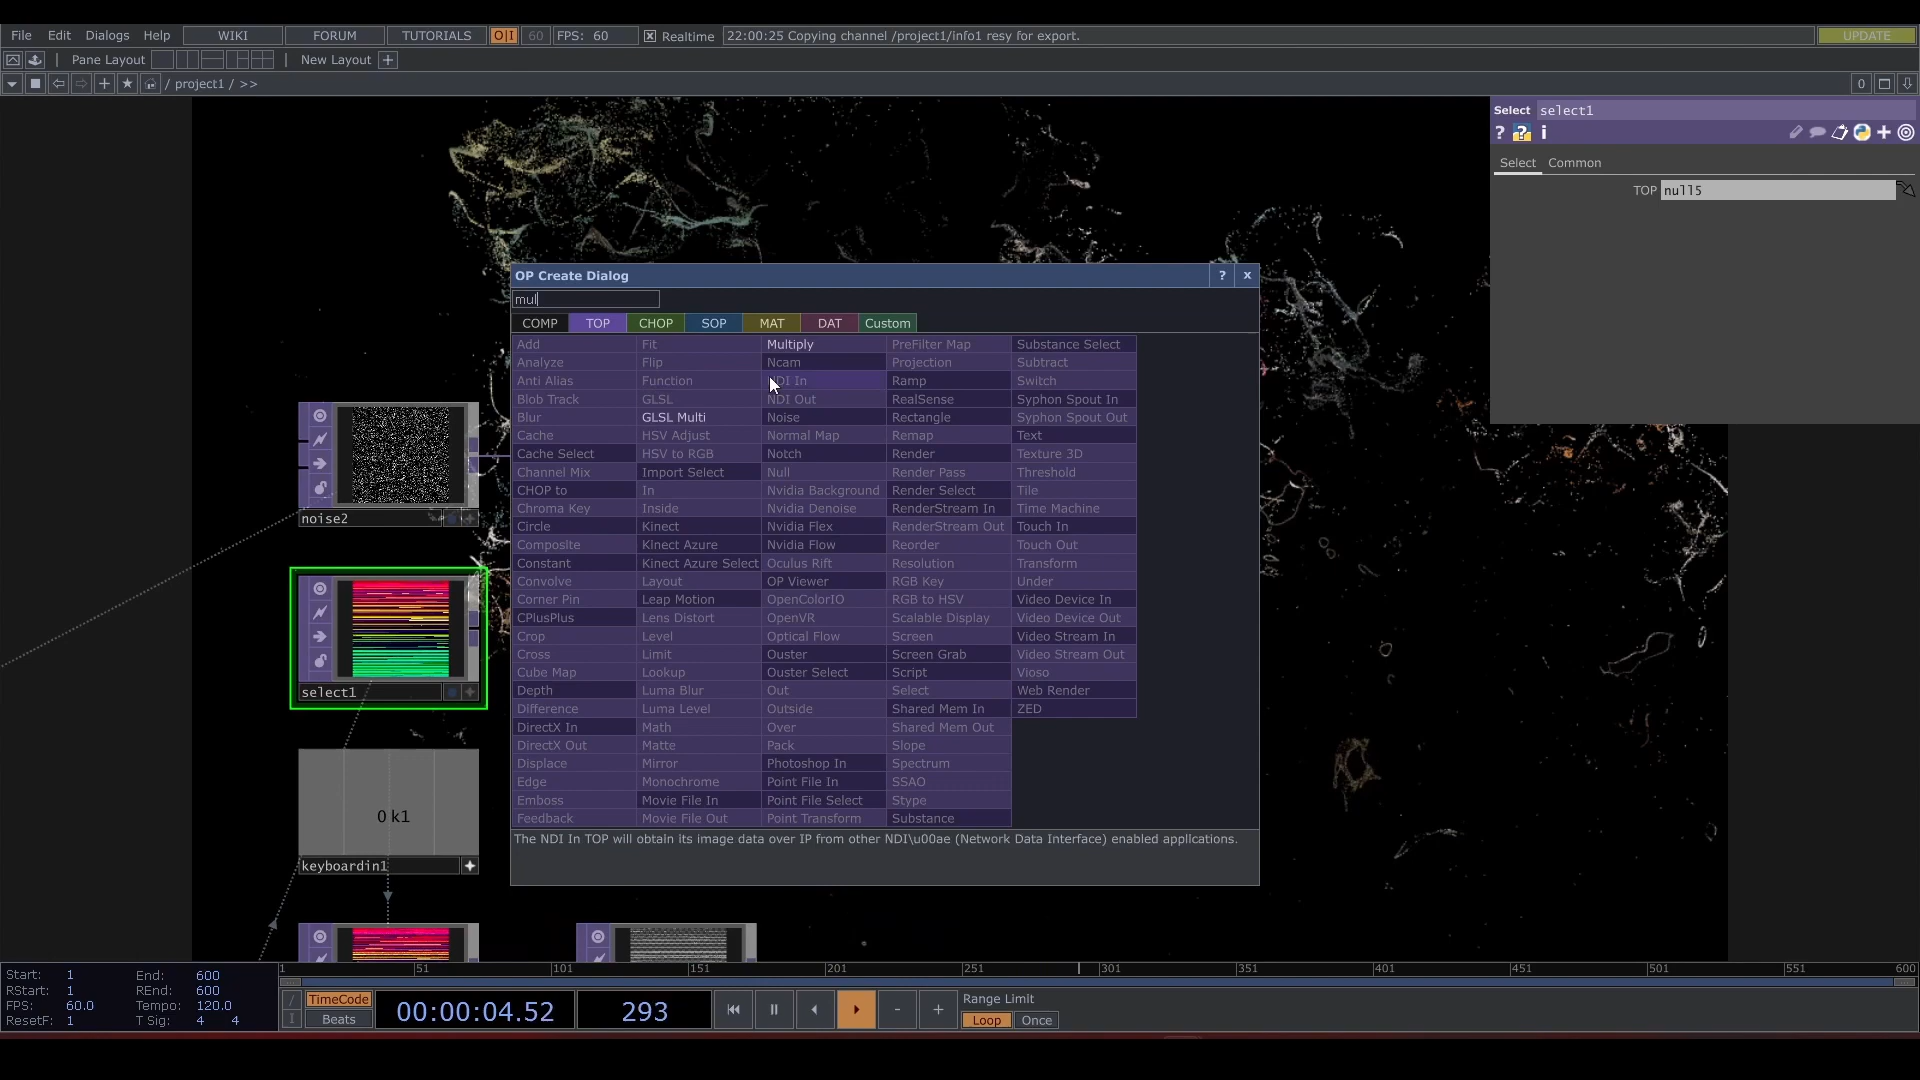 File Edit Dialogs Help WIKI FORUM TUTORIALS O|I 60 FPS: 60 Realtime 22:00:25 Copying channel /project1/info1 resy for export. UPDATE
Pane Layout New Layout
/ project1 / >> 0
Select select1
Select Common
TOP null5
OP Create Dialog ? x
mul
COMP TOP CHOP SOP MAT DAT Custom
Add Fit Multiply PreFilter Map Substance Select
Analyze Flip Ncam Projection Subtract
Anti Alias Function NDI In Ramp Switch
Blob Track GLSL NDI Out RealSense Syphon Spout In
Blur GLSL Multi Noise Rectangle Syphon Spout Out
Cache HSV Adjust Normal Map Remap Text
Cache Select HSV to RGB Notch Render Texture 3D
Channel Mix Import Select Null Render Pass Threshold
CHOP to In Nvidia Background Render Select Tile
Chroma Key Inside Nvidia Denoise RenderStream In Time Machine
Circle Kinect Nvidia Flex RenderStream Out Touch In
Composite Kinect Azure Nvidia Flow Reorder Touch Out
Constant Kinect Azure Select Oculus Rift Resolution Transform
Convolve Layout OP Viewer RGB Key Under
Corner Pin Leap Motion OpenColorIO RGB to HSV Video Device In
CPlusPlus Lens Distort OpenVR Scalable Display Video Device Out
Crop Level Optical Flow Screen Video Stream In
Cross Limit Ouster Screen Grab Video Stream Out
Cube Map Lookup Ouster Select Script Vioso
Depth Luma Blur Out Select Web Render
Difference Luma Level Outside Shared Mem In ZED
DirectX In Math Over Shared Mem Out
DirectX Out Matte Pack Slope
Displace Mirror Photoshop In Spectrum
Edge Monochrome Point File In SSAO
Emboss Movie File In Point File Select Stype
Feedback Movie File Out Point Transform Substance
The NDI In TOP will obtain its image data over IP from other NDI\u00ae (Network Data Interface) enabled applications.
noise2
select1
0 k1
keyboardin1
1 51 101 151 201 251 301 351 401 451 501 551 600
Start: 1 End: 600
RStart: 1 REnd: 600
FPS: 60.0 Tempo: 120.0
ResetF: 1 T Sig: 4 4
/ TimeCode
I Beats
00:00:04.52 293
- +
Range Limit
Loop Once